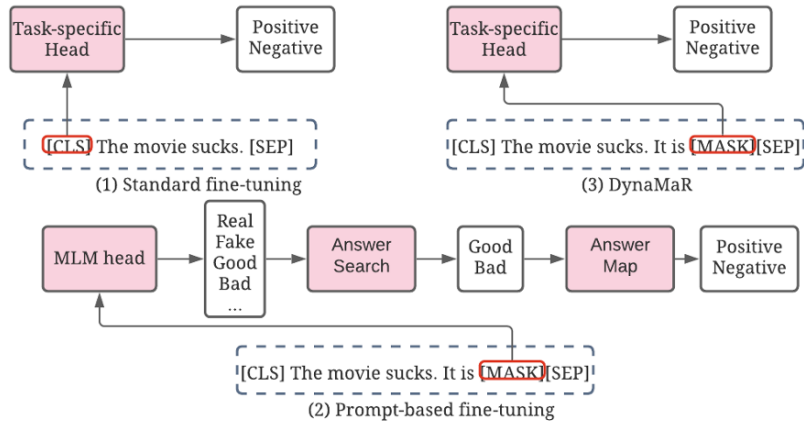 Task-specific
Head
Positive
Negative
[CLS] The movie sucks. [SEP]
(1) Standard fine-tuning
Task-specific
Head
Positive
Negative
[CLS] The movie sucks. It is [MASK][SEP]
(3) DynaMaR
MLM head
Real
Fake
Good
Bad
...
Answer
Search
Good
Bad
Answer
Map
Positive
Negative
[CLS] The movie sucks. It is [MASK][SEP]
(2) Prompt-based fine-tuning